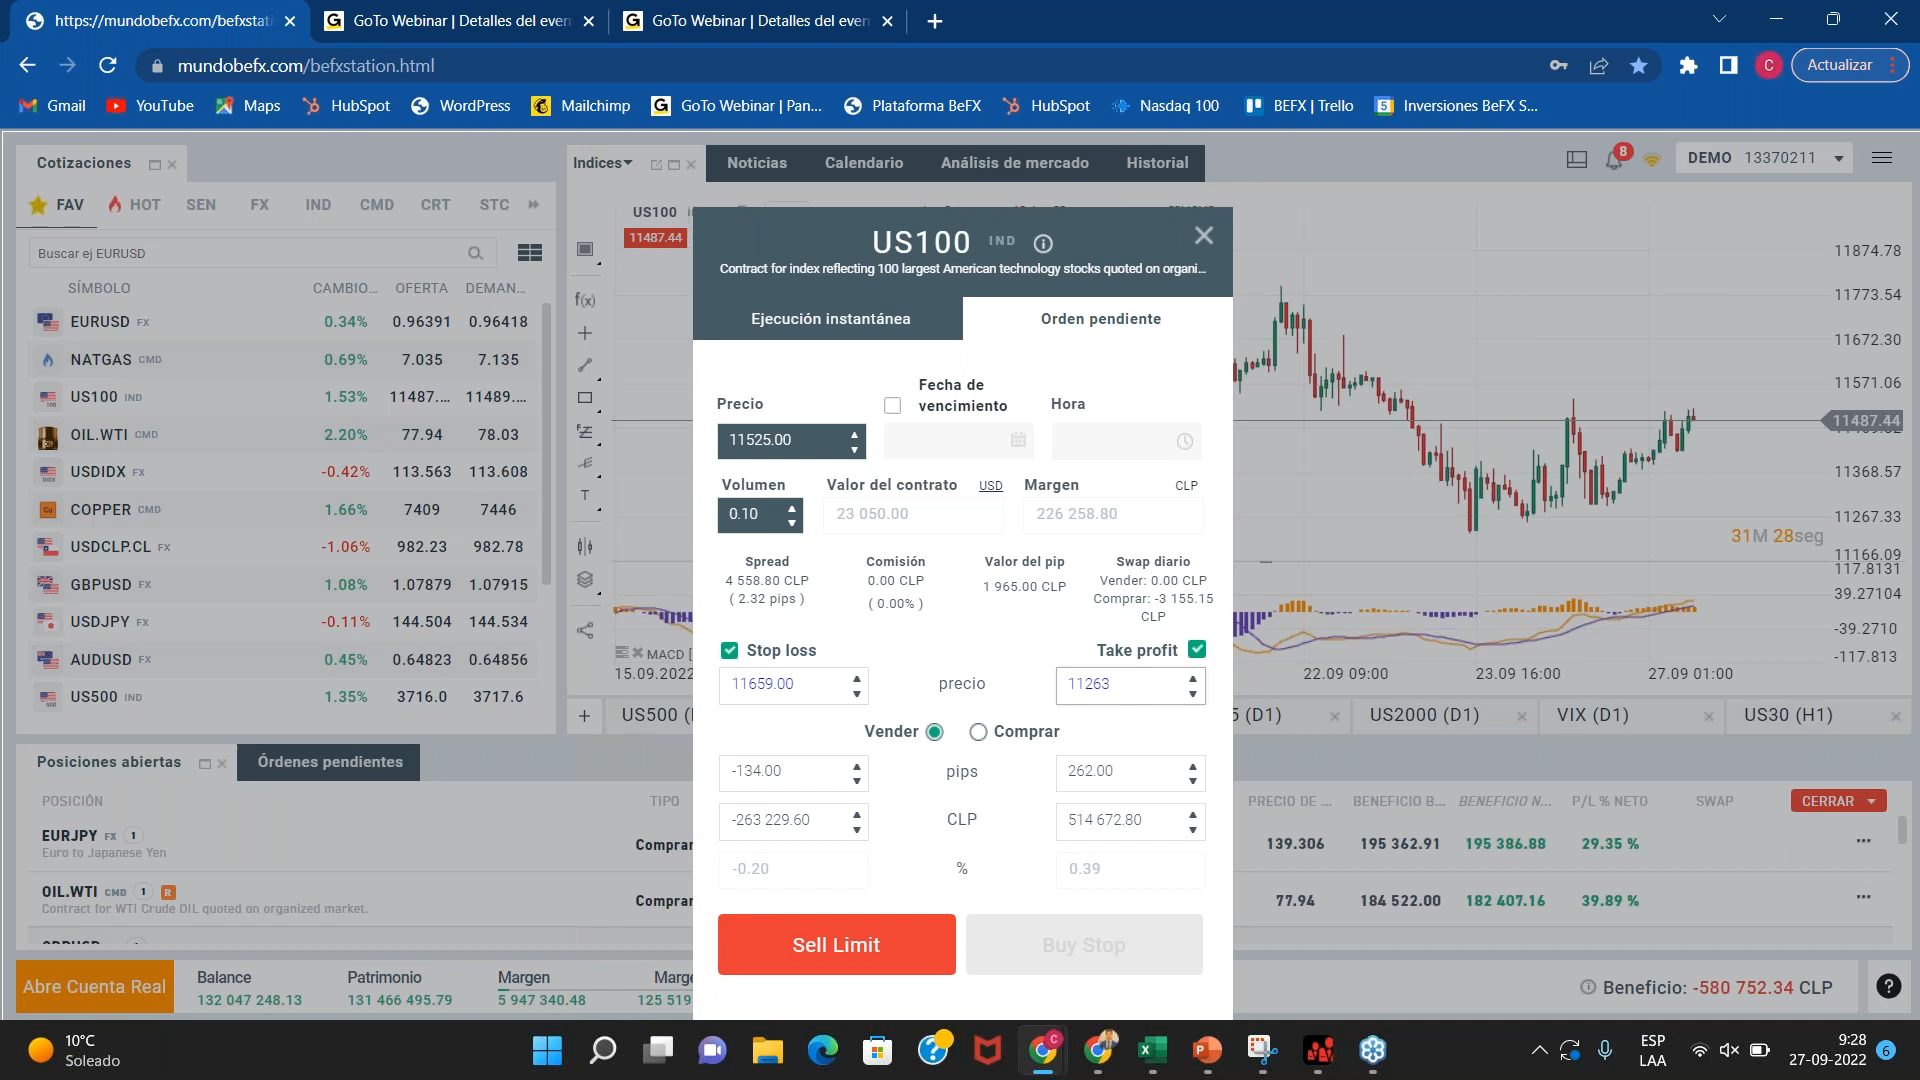 https://mundobefx.com/befxstati
GoTo Webinar | Detalles del even
GoTo Webinar | Detalles del even
mundobefx.com/befxstation.html
Actualizar
Gmail YouTube Maps HubSpot WordPress Mailchimp GoTo Webinar | Pan... Plataforma BeFX HubSpot Nasdaq 100 BEFX | Trello Inversiones BeFX S...
Cotizaciones
FAV HOT SEN FX IND CMD CRT STC
Buscar ej EURUSD
SÍMBOLO CAMBIO... OFERTA DEMAN...
EURUSD FX 0.34% 0.96391 0.96418
NATGAS CMD 0.69% 7.035 7.135
US100 IND 1.53% 11487.... 11489....
OIL.WTI CMD 2.20% 77.94 78.03
USDIDX FX -0.42% 113.563 113.608
COPPER CMD 1.66% 7409 7446
USDCLP.CL FX -1.06% 982.23 982.78
GBPUSD FX 1.08% 1.07879 1.07915
USDJPY FX -0.11% 144.504 144.534
AUDUSD FX 0.45% 0.64823 0.64856
US500 IND 1.35% 3716.0 3717.6
Indices
Noticias Calendario Análisis de mercado Historial
8
DEMO 13370211
US100
11487.44
US100 IND
Contract for index reflecting 100 largest American technology stocks quoted on organi...
Ejecución instantánea
Orden pendiente
Precio
Fecha de
vencimiento
Hora
11525.00
Volumen Valor del contrato USD Margen CLP
0.10 23 050.00 226 258.80
Spread Comisión Valor del pip Swap diario
4 558.80 CLP 0.00 CLP 1 965.00 CLP Vender: 0.00 CLP
( 2.32 pips ) ( 0.00% ) Comprar: -3 155.15
CLP
Stop loss Take profit
11659.00 precio 11263
Vender Comprar
-134.00 pips 262.00
-263 229.60 CLP 514 672.80
-0.20 % 0.39
Sell Limit
Buy Stop
11874.78
11773.54
11672.30
11571.06
11487.44
11368.57
11267.33
11166.09
117.8131
39.27104
-39.2710
-117.813
31M 28seg
MACD [
15.09.2022
22.09 09:00
23.09 16:00
27.09 01:00
US500 (
5 (D1)
US2000 (D1)
VIX (D1)
US30 (H1)
Posiciones abiertas
Órdenes pendientes
POSICIÓN TIPO PRECIO DE ... BENEFICIO B... BENEFICIO N... P/L % NETO SWAP CERRAR
EURJPY FX 1
Euro to Japanese Yen
Comprar 139.306 195 362.91 195 386.88 29.35 %
OIL.WTI CMD 1 R
Contract for WTI Crude OIL quoted on organized market.
Comprar 77.94 184 522.00 182 407.16 39.89 %
Abre Cuenta Real
Balance Patrimonio Margen Marge
132 047 248.13 131 466 495.79 5 947 340.48 125 519
Beneficio: -580 752.34 CLP
10°C
Soleado
ESP
LAA
9:28
27-09-2022
6